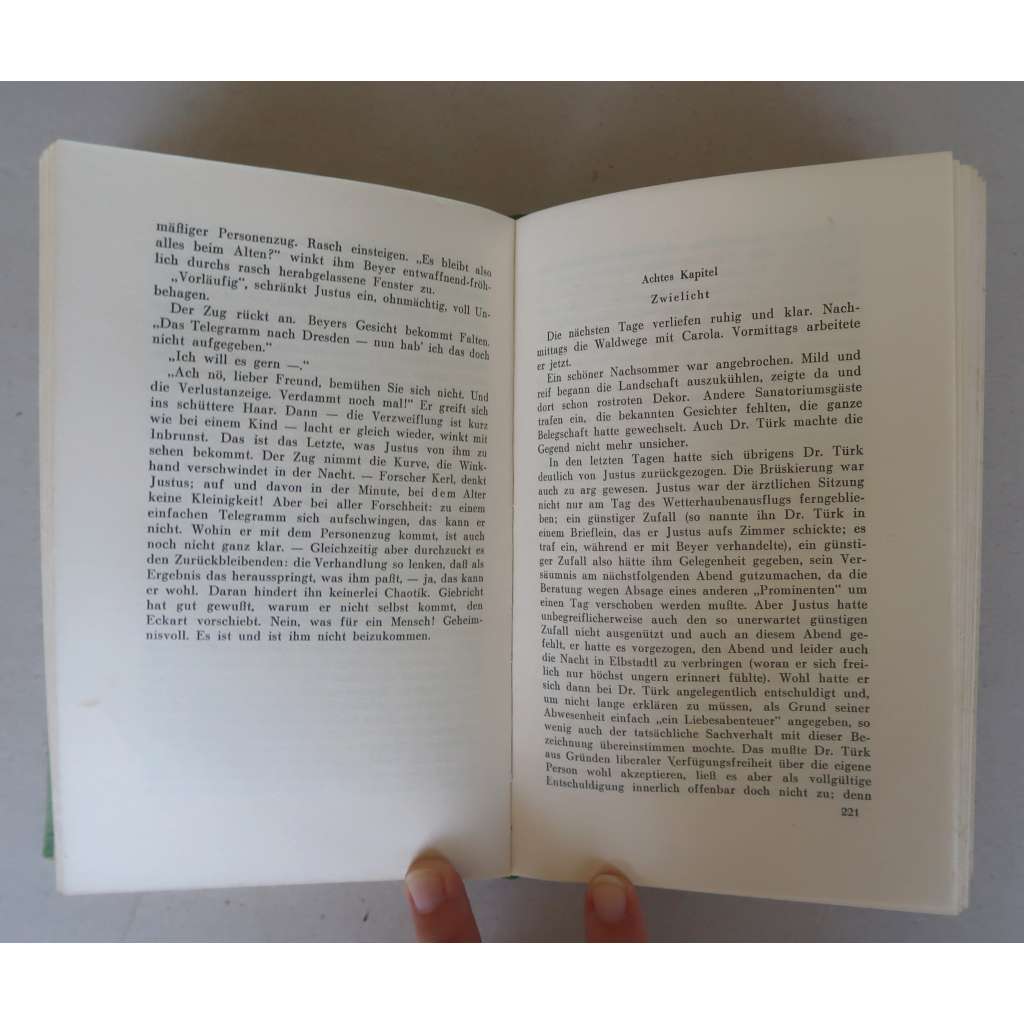 mäßiger Personenzug. Rasch einsteigen. „Es bleibt also
alles beim Alten?" winkt ihm Beyer entwaffnend-fröh-
lich durchs rasch herabgelassene Fenster zu.
„Vorläufig", schränkt Justus ein, ohnmächtig, voll Un-
behagen.
Der Zug rückt an. Beyers Gesicht bekommt Falten.
„Das Telegramm nach Dresden — nun hab' ich das doch
nicht aufgegeben."
„Ich will es gern —."
„Ach nö, lieber Freund, bemühen Sie sich nicht. Und
die Verlustanzeige. Verdammt noch mal!" Er greift sich
ins schüttere Haar. Dann — die Verzweiflung ist kurz
wie bei einem Kind — lacht er gleich wieder, winkt mit
Inbrunst. Das ist das Letzte, was Justus von ihm zu
sehen bekommt. Der Zug nimmt die Kurve, die Wink-
hand verschwindet in der Nacht. — Forscher Kerl, denkt
Justus; auf und davon in der Minute, bei dem Alter
keine Kleinigkeit! Aber bei aller Forschheit: zu einem
einfachen Telegramm sich aufschwingen, das kann er
nicht. Wohin er mit dem Personenzug kommt, ist auch
noch nicht ganz klar. — Gleichzeitig aber durchzuckt es
den Zurückbleibenden: die Verhandlung so lenken, daß als
Ergebnis das herausspringt, was ihm paßt, — ja, das kann
er wohl. Daran hindert ihn keinerlei Chaotik. Giebricht
hat gut gewußt, warum er nicht selbst kommt, den
Eckart vorschiebt. Nein, was für ein Mensch! Geheim-
nisvoll. Es ist und ist ihm nicht beizukommen.
Achtes Kapitel
Zwielicht
Die nächsten Tage verliefen ruhig und klar. Nach-
mittags die Waldwege mit Carola. Vormittags arbeitete
er jetzt.
Ein schöner Nachsommer war angebrochen. Mild und
reif begann die Landschaft auszukühlen, zeigte da und
dort schon rostroten Dekor. Andere Sanatoriumsgäste
trafen ein, die bekannten Gesichter fehlten, die ganze
Belegschaft hatte gewechselt. Auch Dr. Türk machte die
Gegend nicht mehr unsicher.
In den letzten Tagen hatte sich übrigens Dr. Türk
deutlich von Justus zurückgezogen. Die Brüskierung war
auch zu arg gewesen. Justus war der ärztlichen Sitzung
nicht nur am Tag des Wetterhaubenausflugs ferngeblie-
ben; ein günstiger Zufall (so nannte ihn Dr. Türk in
einem Brieflein, das er Justus aufs Zimmer schickte; es
traf ein, während er mit Beyer verhandelte), ein günsti-
ger Zufall also hätte ihm Gelegenheit gegeben, sein Ver-
säumnis am nächstfolgenden Abend gutzumachen, da die
Beratung wegen Absage eines anderen „Prominenten" um
einen Tag verschoben werden mußte. Aber Justus hatte
unbegreiflicherweise auch den so unerwartet günstigen
Zufall nicht ausgenützt und auch an diesem Abend ge-
fehlt, er hatte es vorgezogen, den Abend und leider auch
die Nacht in Elbstadtl zu verbringen (woran er sich frei-
lich nur höchst ungern erinnert fühlte). Wohl hatte er
sich dann bei Dr. Türk angelegentlich entschuldigt und,
um nicht lange erklären zu müssen, als Grund seiner
Abwesenheit einfach „ein Liebesabenteuer" angegeben, so
wenig auch der tatsächliche Sachverhalt mit dieser Be-
zeichnung übereinstimmen mochte. Das mußte Dr. Türk
aus Gründen liberaler Verfügungsfreiheit über die eigene
Person wohl akzeptieren, ließ es aber als vollgültige
Entschuldigung innerlich offenbar doch nicht zu; denn
221